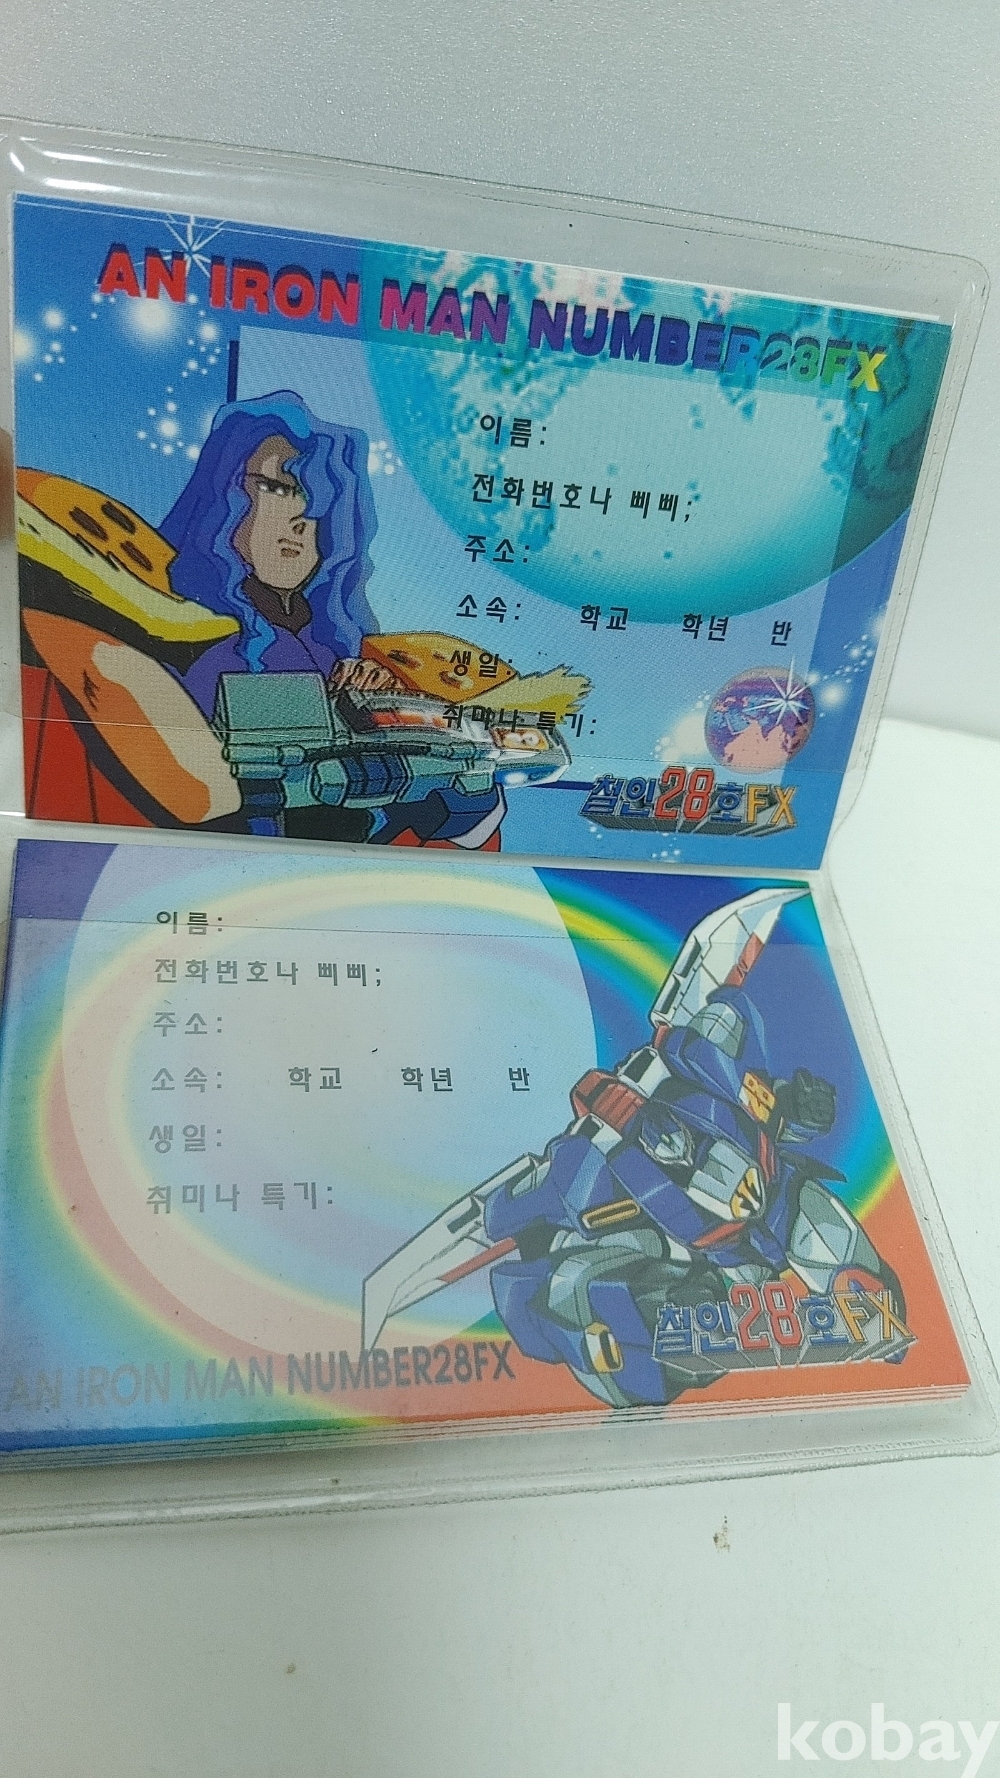 AN IRON MAN NUMBER28FX
이름:
전화번호나 삐삐;
주소:
소속: 학교 학년 반
생일:
취미나 특기:
철인28호FX
이름:
전화번호나 삐삐;
주소:
소속: 학교 학년 반
생일:
취미나 특기:
철인28호FX
AN IRON MAN NUMBER28FX
kobay